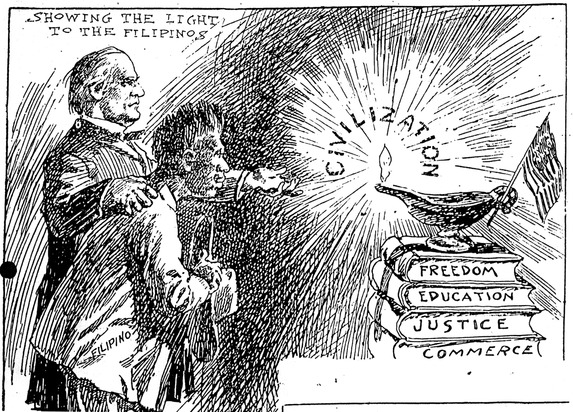 SHOWING THE LIGHT
TO THE FILIPINOS
CIVILIZATION
FREEDOM
EDUCATION
JUSTICE
COMMERCE
FILIPINO